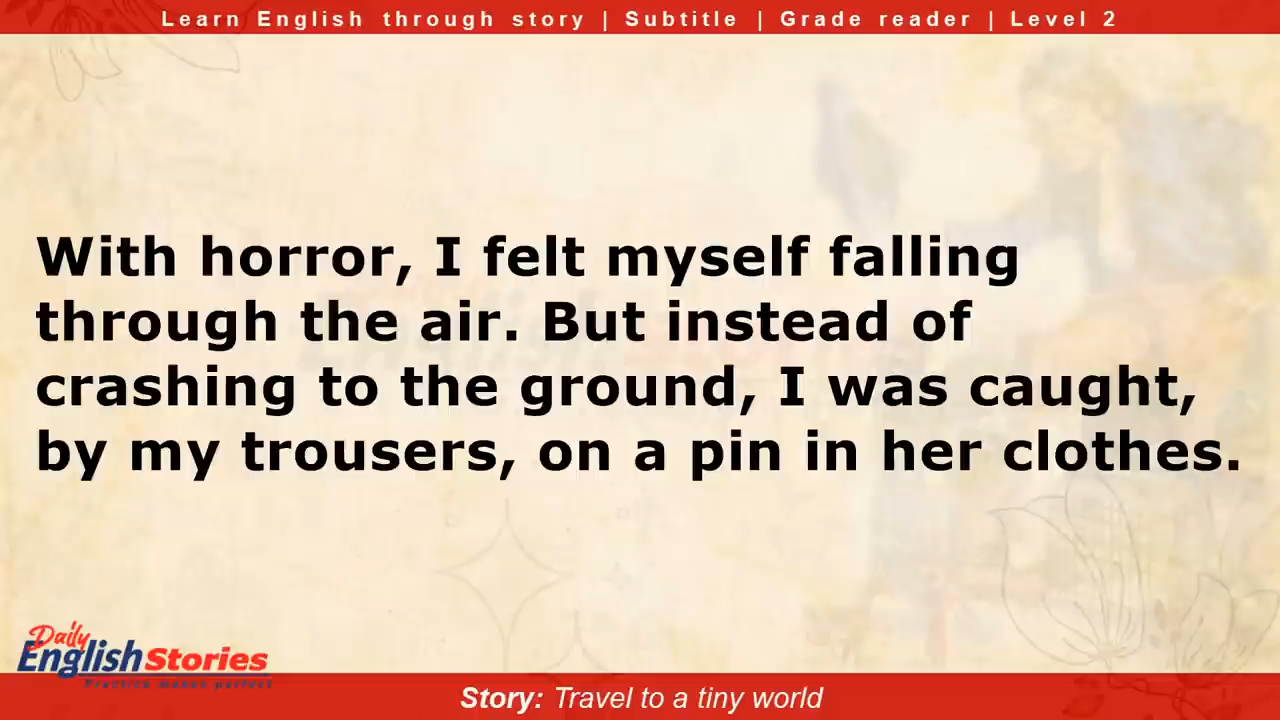 Learn English through story | Subtitle | Grade reader | Level 2
With horror, I felt myself falling
through the air. But instead of
crashing to the ground, I was caught,
by my trousers, on a pin in her clothes.
Daily
English Stories
Practice makes perfect
Story: Travel to a tiny world